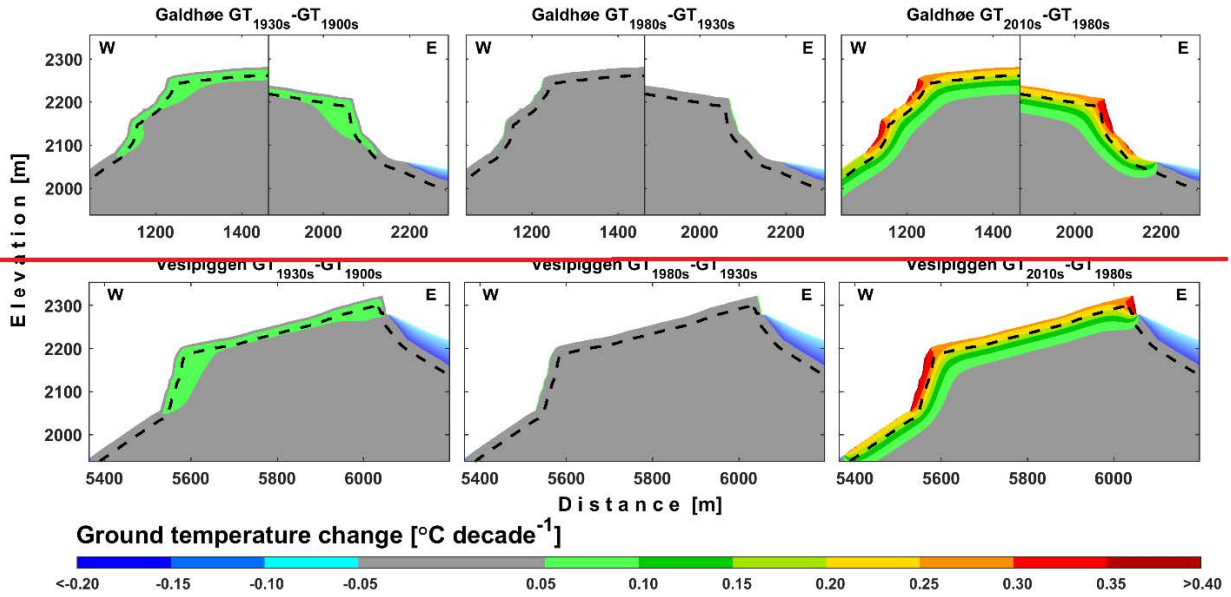 Galdhøe GT1930s-GT1900s
Galdhøe GT1980s-GT1930s
Galdhøe GT2010s-GT1980s
W E
W E
W E
2300
2200
2100
2000
1200 1400 2000 2200
1200 1400 2000 2200
1200 1400 2000 2200
Elevation [m]
Veslpiggen GT1930s-GT1900s
Veslpiggen GT1980s-GT1930s
Veslpiggen GT2010s-GT1980s
W E
W E
W E
2300
2200
2100
2000
5400 5600 5800 6000
5400 5600 5800 6000
5400 5600 5800 6000
Distance [m]
Ground temperature change [°C decade-1]
<-0.20 -0.15 -0.10 -0.05 0.05 0.10 0.15 0.20 0.25 0.30 0.35 >0.40